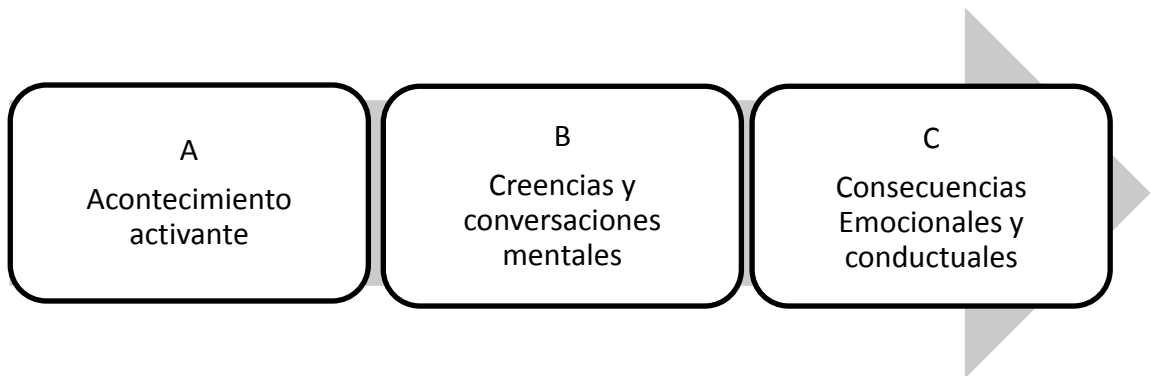 A
Acontecimiento
activante
B
Creencias y
conversaciones
mentales
C
Consecuencias
Emocionales y
conductuales